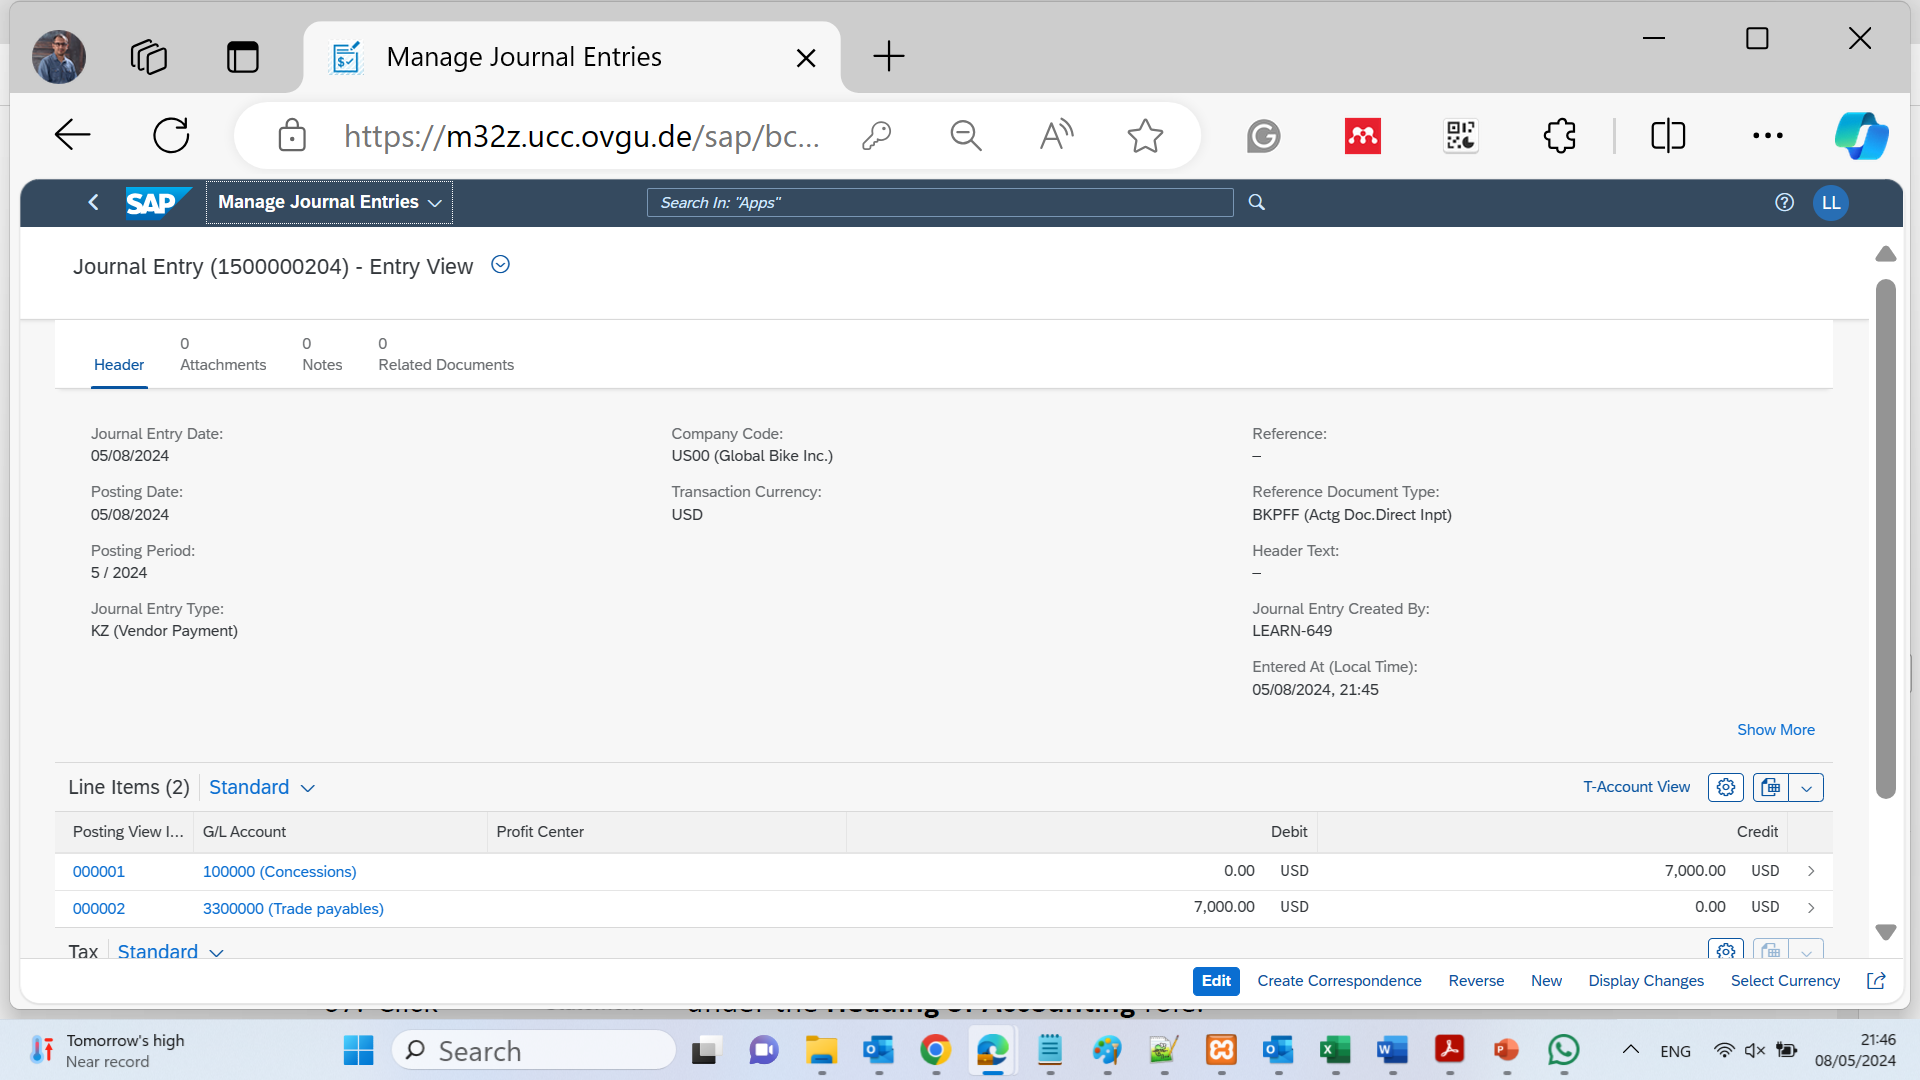 Manage Journal Entries
https://m32z.ucc.ovgu.de/sap/bc...
SAP Manage Journal Entries Search In: "Apps" LL
Journal Entry (1500000204) - Entry View
Header
0 Attachments
0 Notes
0 Related Documents
Journal Entry Date:
05/08/2024
Posting Date:
05/08/2024
Posting Period:
5 / 2024
Journal Entry Type:
KZ (Vendor Payment)
Company Code:
US00 (Global Bike Inc.)
Transaction Currency:
USD
Reference:
–
Reference Document Type:
BKPFF (Actg Doc.Direct Inpt)
Header Text:
–
Journal Entry Created By:
LEARN-649
Entered At (Local Time):
05/08/2024, 21:45
Show More
Line Items (2) Standard T-Account View
Posting View I... G/L Account Profit Center Debit Credit
000001 100000 (Concessions) 0.00 USD 7,000.00 USD
000002 3300000 (Trade payables) 7,000.00 USD 0.00 USD
Tax Standard
Edit Create Correspondence Reverse New Display Changes Select Currency
Tomorrow's high
Near record
Search
ENG
21:46
08/05/2024